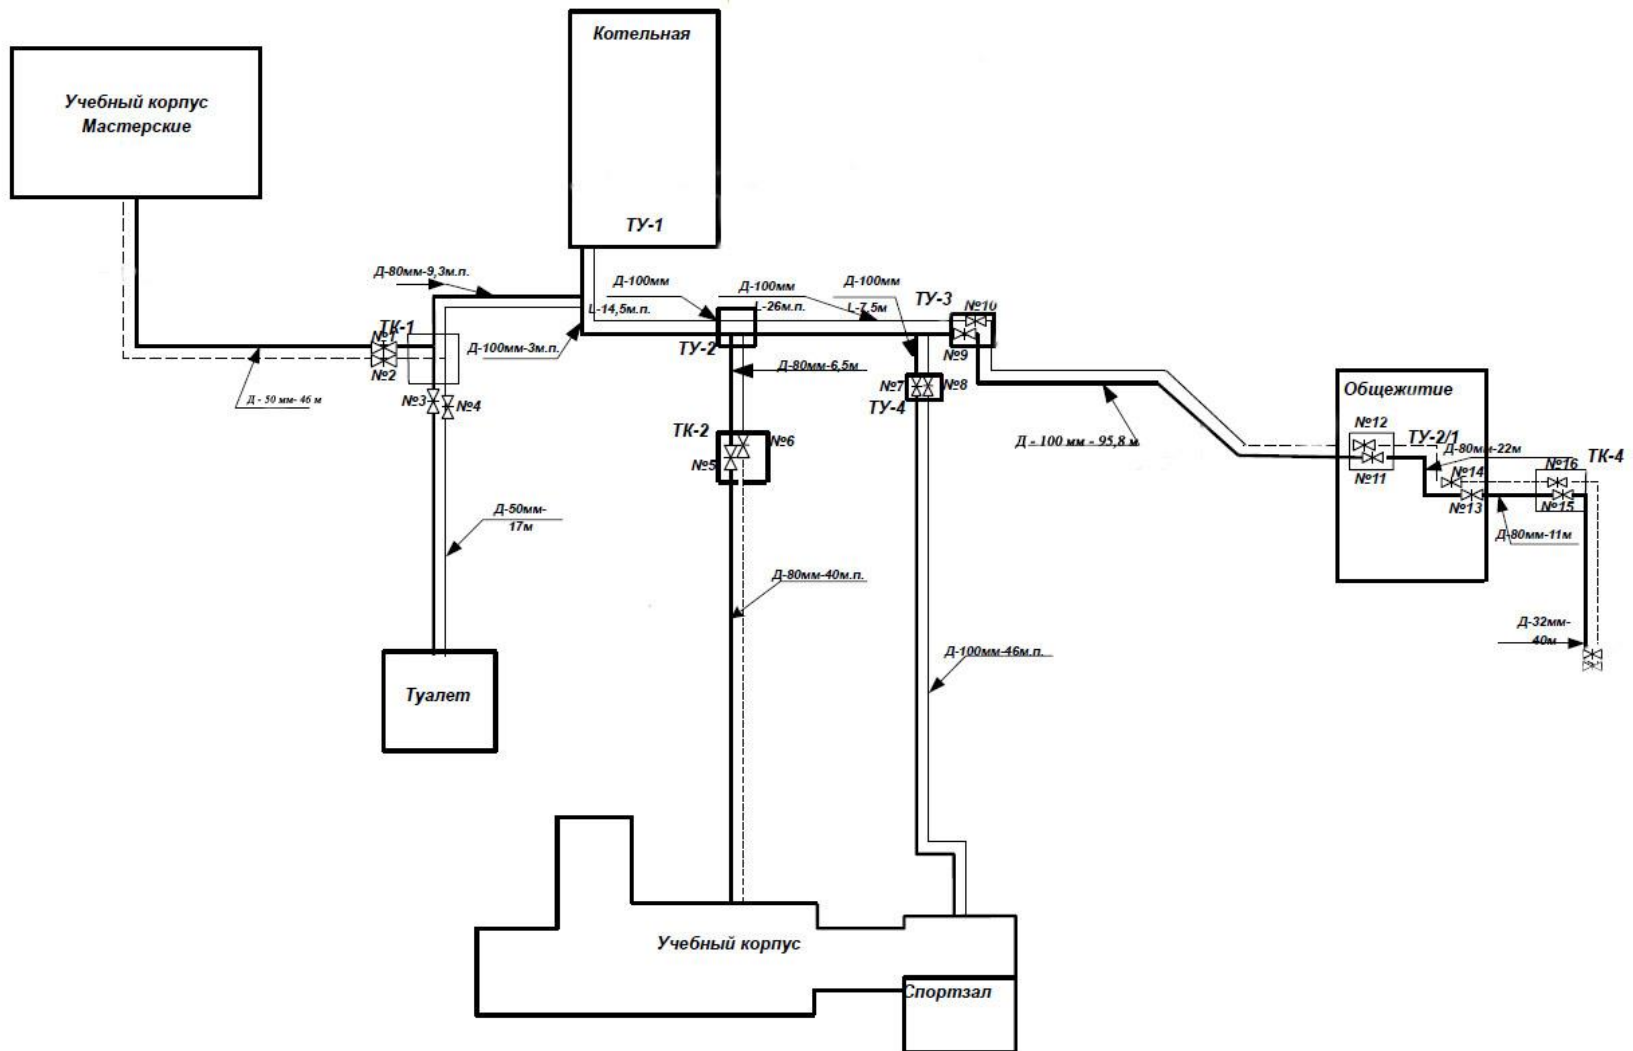 Котельная
Учебный корпус
Мастерские
ТУ-1
Д-80мм-9,3м.п.
Д-100мм
Д-100мм
Д-100мм
ТУ-3
№10
L-14,5м.п.
L-26м.п.
L-7,5м
ТК-1
№1
Д-100мм-3м.п.
ТУ-2
№9
№2
Д-80мм-6,5м
№7
№8
Д - 50 мм- 46 м
№3
№4
ТУ-4
Общежитие
ТК-2
№6
Д - 100 мм - 95,8 м
№12
ТУ-2/1
Д-80мм-22м
ТК-4
№5
№11
№14
№16
№13
№15
Д-50мм-
17м
Д-80мм-11м
Д-80мм-40м.п.
Д-32мм-
40м
Д-100мм-46м.п.
Туалет
Учебный корпус
Спортзал